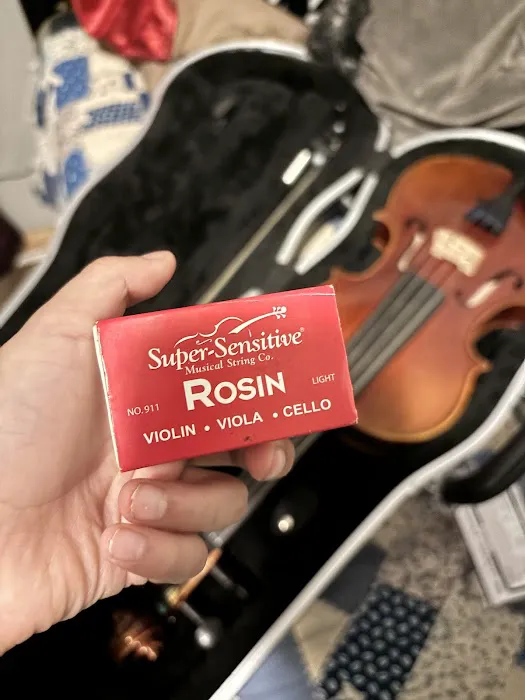 Super-Sensitive®
Musical String Co.
ROSIN
NO.911
LIGHT
VIOLIN • VIOLA • CELLO